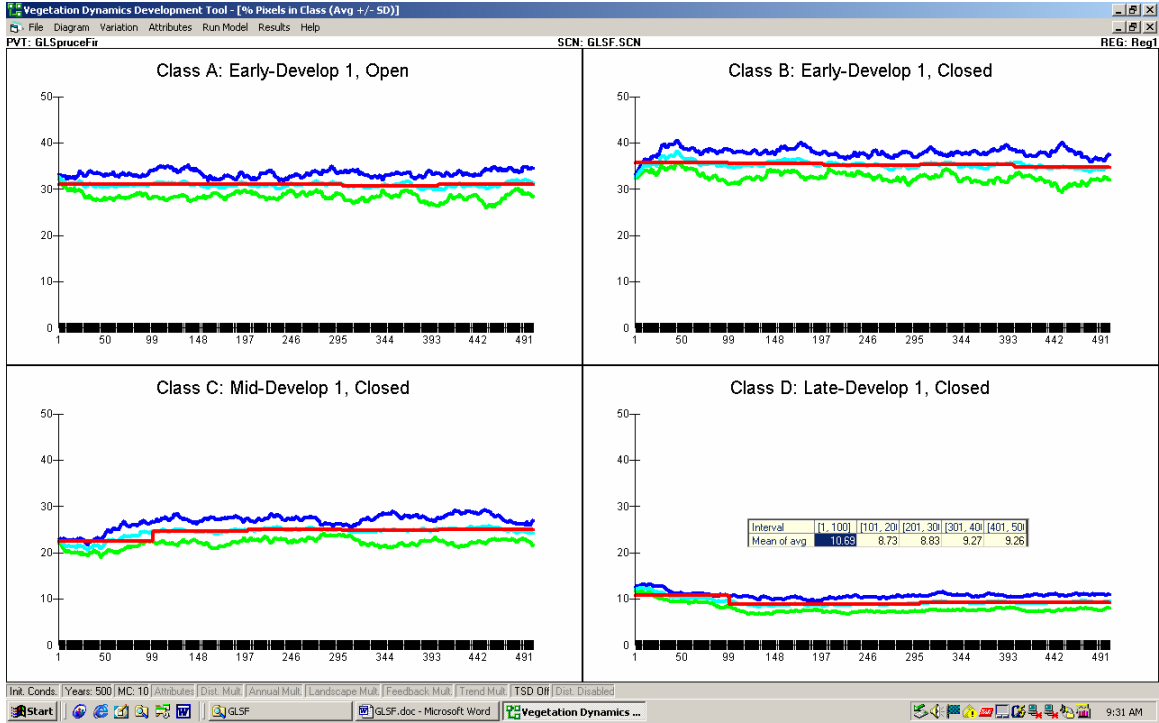 Vegetation Dynamics Development Tool - [% Pixels in Class (Avg +/- SD)]
File Diagram Variation Attributes Run Model Results Help
PVT: GLSpruceFir SCN: GLSF.SCN REG: Reg1
Class A: Early-Develop 1, Open
50
40
30
20
10
0
1 50 99 148 197 246 295 344 393 442 491
Class B: Early-Develop 1, Closed
50
40
30
20
10
0
1 50 99 148 197 246 295 344 393 442 491
Class C: Mid-Develop 1, Closed
50
40
30
20
10
0
1 50 99 148 197 246 295 344 393 442 491
Class D: Late-Develop 1, Closed
50
40
30
20
10
0
1 50 99 148 197 246 295 344 393 442 491
Interval [1, 100] [101, 20 [201, 30 [301, 40 [401, 50
Mean of avg 10.69 8.73 8.83 9.27 9.26
Init. Conds. Years: 500 MC: 10 Attributes Dist. Mult. Annual Mult. Landscape Mult. Feedback Mult. Trend Mult. TSD Off Dist. Disabled
Start GLSF GLSF.doc - Microsoft Word Vegetation Dynamics ... 9:31 AM